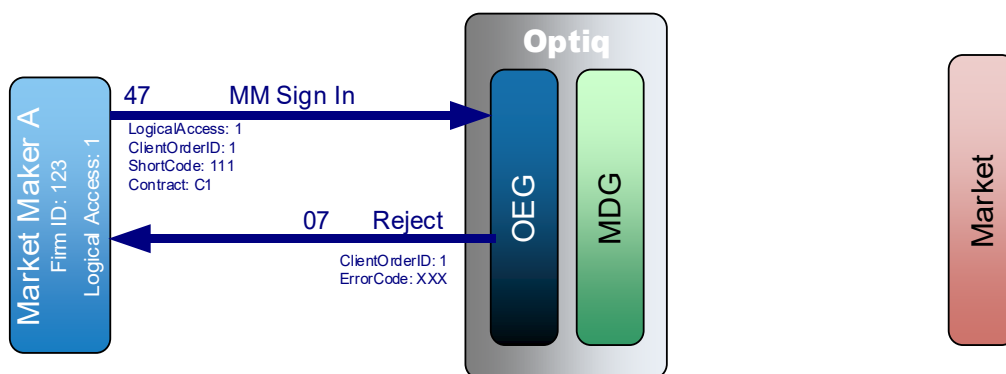 Optiq
Market Maker A
Firm ID: 123
Logical Access: 1
47 MM Sign In
LogicalAccess: 1
ClientOrderID: 1
ShortCode: 111
Contract: C1
07 Reject
ClientOrderID: 1
ErrorCode: XXX
OEG
MDG
Market